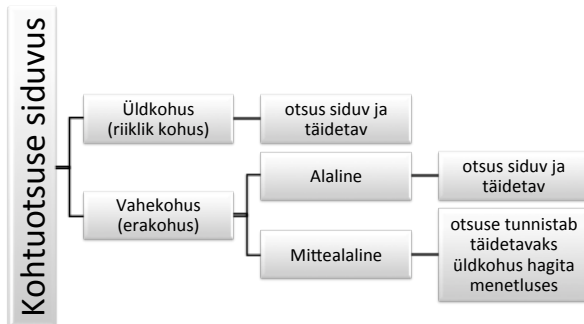 Kohtuotsuse siduvus
Üldkohus
(riiklik kohus)
otsus siduv ja
täidetav
Vahekohus
(erakohus)
Alaline
otsus siduv ja
täidetav
Mittealaline
otsuse tunnistab
täidetavaks
üldkohus hagita
menetluses